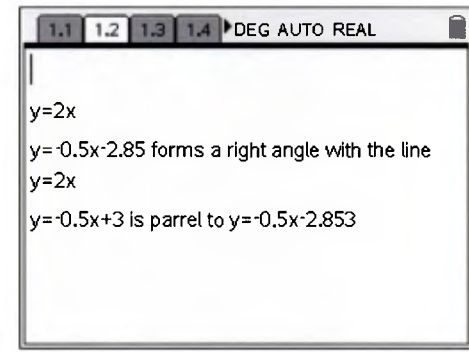 1.1 1.2 1.3 1.4 DEG AUTO REAL
y=2x
y=⁻0.5x⁻2.85 forms a right angle with the line
y=2x
y=⁻0.5x+3 is parrel to y=⁻0.5x⁻2.853